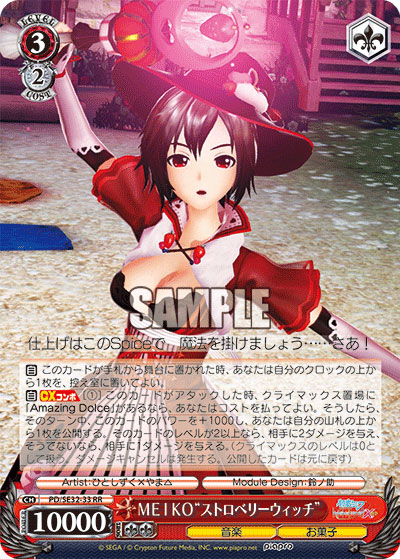 LEVEL
3
2
COST
SAMPLE
仕上げはこのSpiceで 魔法を掛けましょう……さあ!
自 このカードが手札から舞台に置かれた時、あなたは自分のクロックの上か
ら1枚を、控え室に置いてよい。
自 CXコンボ (①) このカードがアタックした時、クライマックス置場に
「Amazing Dolce」があるなら、あなたはコストを払ってよい。そうしたら、
そのターン中、このカードのパワーを+1000し、あなたは自分の山札の上か
ら1枚を公開する。そのカードのレベルが2以上なら、相手に2ダメージを与え、
そうでないなら、相手に1ダメージを与える。(クライマックスのレベルは0と
して扱う。ダメージキャンセルは発生する。公開したカードは元に戻す)
Artist:ひとしずく×やま△
Module Design:鈴ノ助
CH
PD/SE32-33 RR
10000
MEIKO“ストロベリーウィッチ”
音楽
お菓子
© SEGA / © Crypton Future Media, INC. www.piapro.net piapro